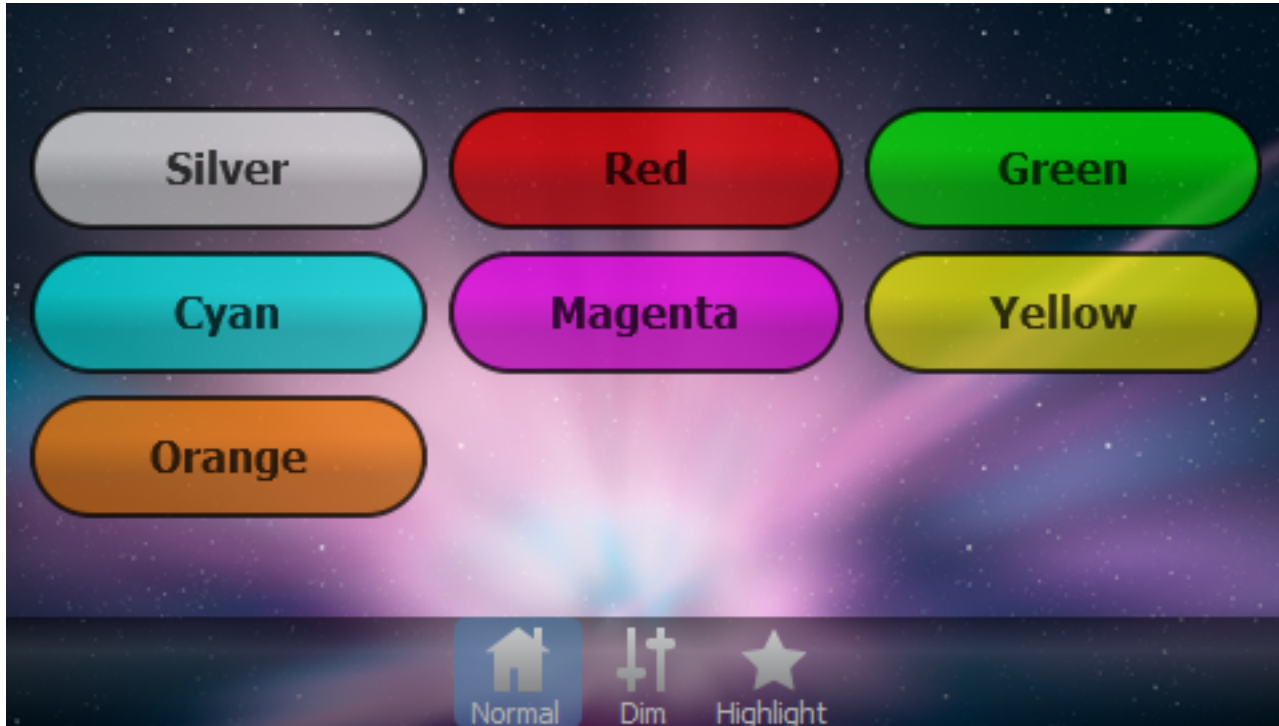 Silver Red Green
Cyan Magenta Yellow
Orange
Normal Dim Highlight